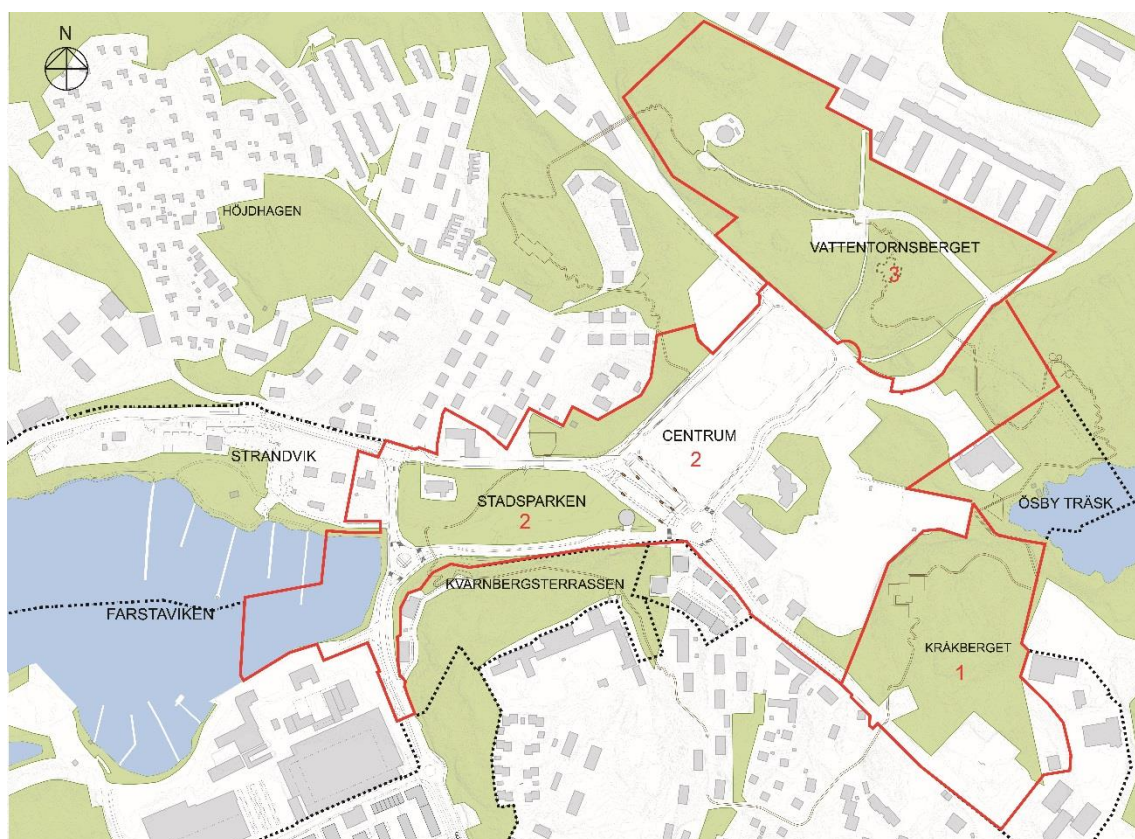 N
HÖJDHAGEN
VATTENTORNSBERGET
3
CENTRUM
2
STRANDVIK
STADSPARKEN
2
ÖSBY TRÄSK
KVARNBERGSTERRASSEN
FARSTAVIKEN
KRÅKBERGET
1